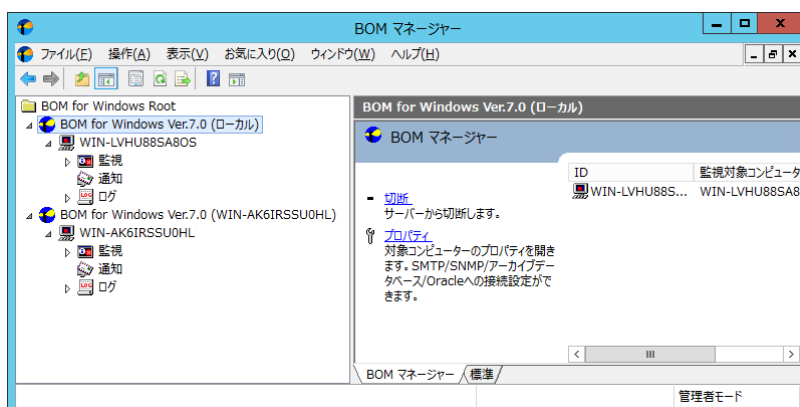 BOM マネージャー
ファイル(F) 操作(A) 表示(V) お気に入り(O) ウィンドウ(W) ヘルプ(H)
BOM for Windows Root
BOM for Windows Ver.7.0 (ローカル)
WIN-LVHU88SA8OS
監視
通知
ログ
BOM for Windows Ver.7.0 (WIN-AK6IRSSU0HL)
WIN-AK6IRSSU0HL
監視
通知
ログ
BOM for Windows Ver.7.0 (ローカル)
BOM マネージャー
切断
サーバーから切断します。
プロパティ
対象コンピューターのプロパティを開き
ます。SMTP/SNMP/アーカイブデー
タベース/Oracleへの接続設定がで
きます。
ID 監視対象コンピュータ
WIN-LVHU88S... WIN-LVHU88SA8
BOM マネージャー 標準
管理者モード